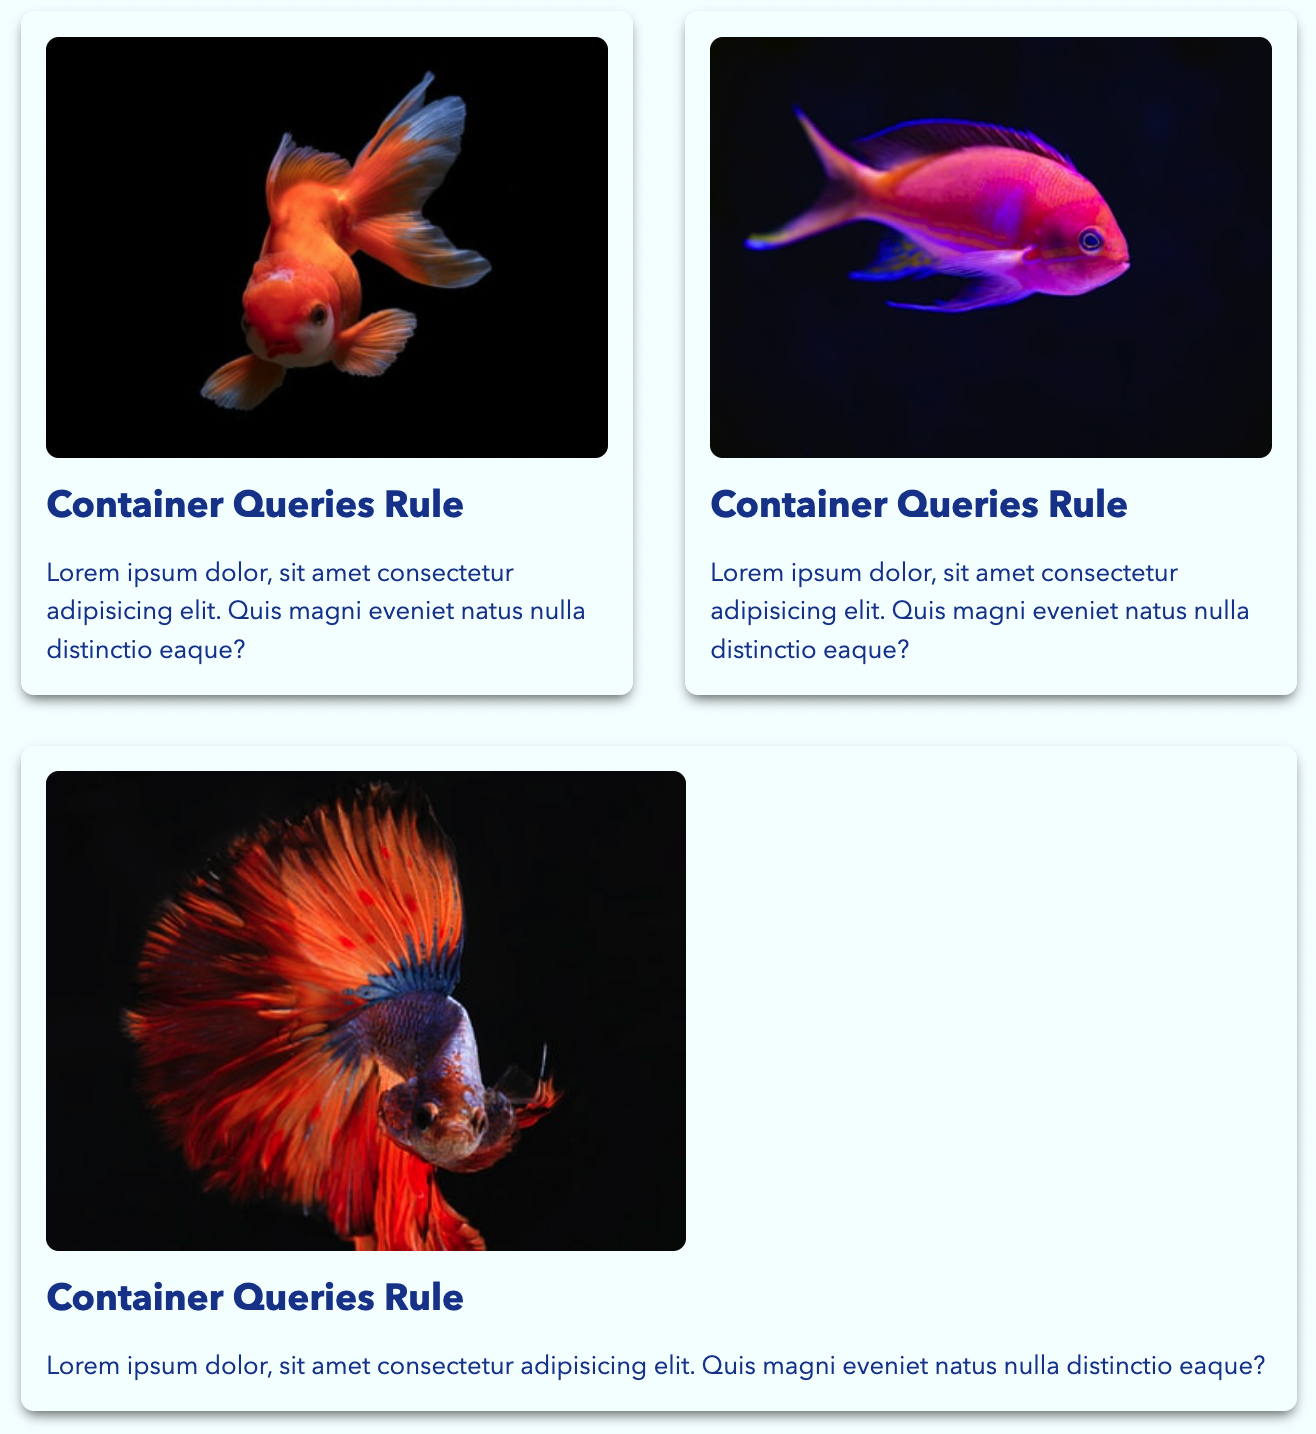 Container Queries Rule
Lorem ipsum dolor, sit amet consectetur
adipisicing elit. Quis magni eveniet natus nulla
distinctio eaque?
Container Queries Rule
Lorem ipsum dolor, sit amet consectetur
adipisicing elit. Quis magni eveniet natus nulla
distinctio eaque?
Container Queries Rule
Lorem ipsum dolor, sit amet consectetur adipisicing elit. Quis magni eveniet natus nulla distinctio eaque?